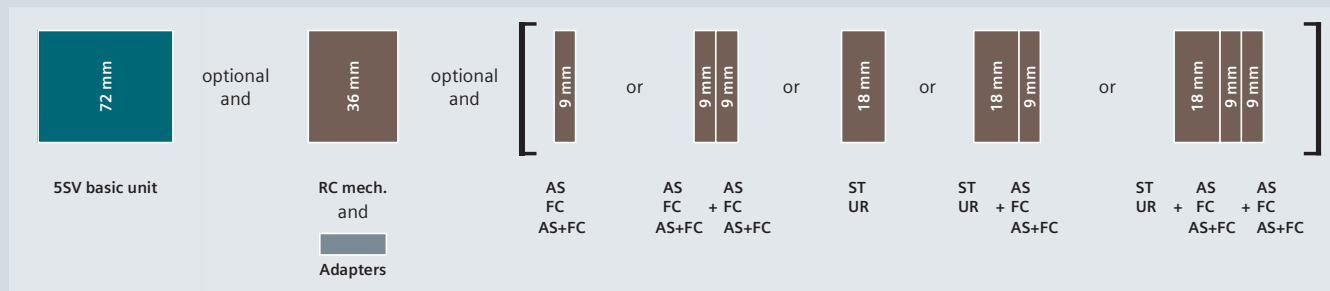 72 mm
optional
and
36 mm
optional
and
9 mm
or
9 mm
9 mm
or
18 mm
or
18 mm
9 mm
or
18 mm
9 mm
9 mm
5SV basic unit
RC mech.
and
Adapters
AS
FC
AS+FC
AS AS
FC + FC
AS+FC AS+FC
ST
UR
ST AS
UR + FC
AS+FC
ST AS AS
UR + FC + FC
AS+FC AS+FC